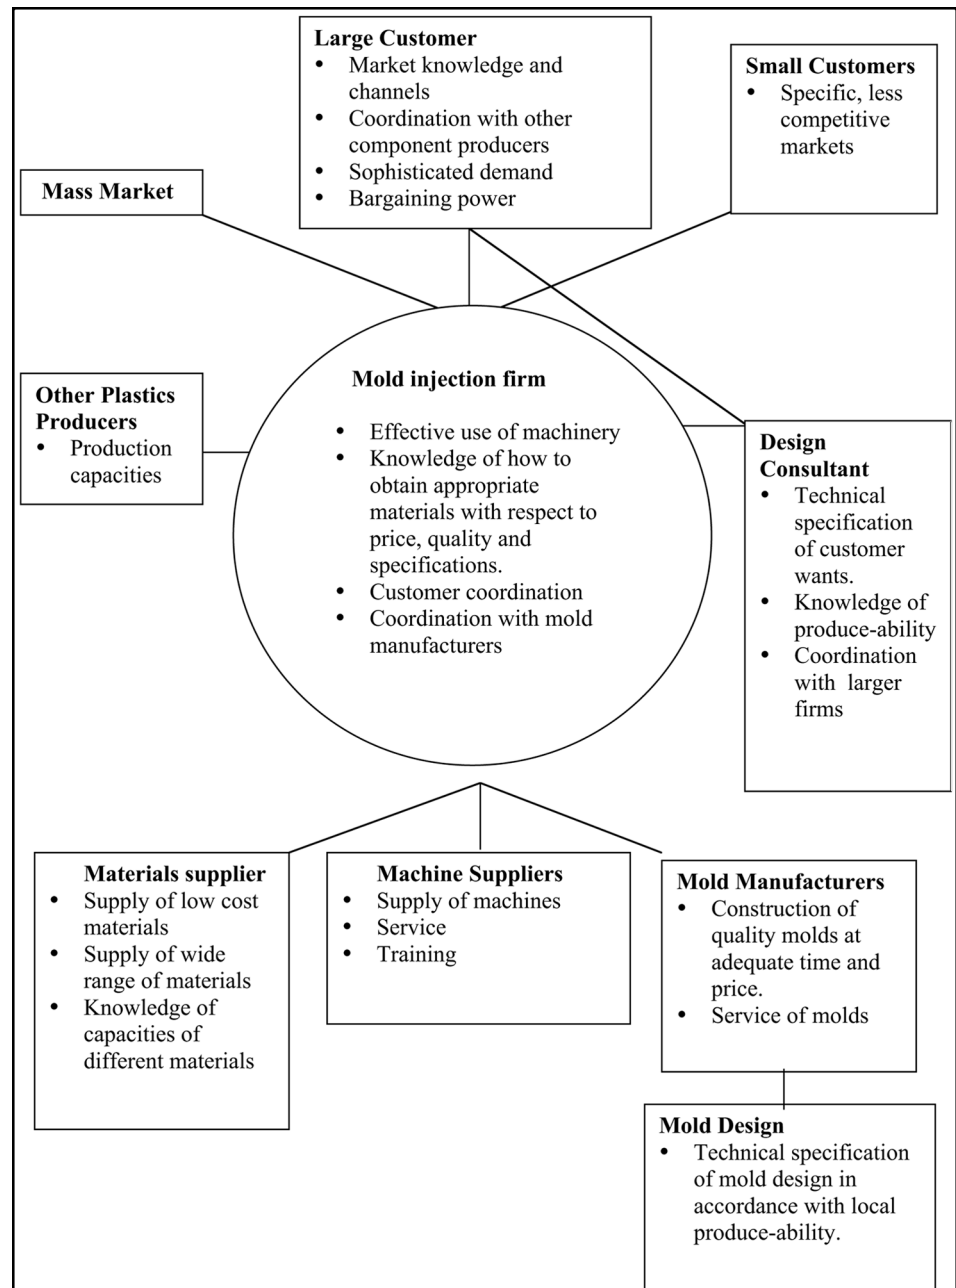 Large Customer
• Market knowledge and
channels
• Coordination with other
component producers
• Sophisticated demand
• Bargaining power
Small Customers
• Specific, less
competitive
markets
Mass Market
Other Plastics
Producers
• Production
capacities
Mold injection firm
• Effective use of machinery
• Knowledge of how to
obtain appropriate
materials with respect to
price, quality and
specifications.
• Customer coordination
• Coordination with mold
manufacturers
Design
Consultant
• Technical
specification
of customer
wants.
• Knowledge of
produce-ability
• Coordination
with larger
firms
Materials supplier
• Supply of low cost
materials
• Supply of wide
range of materials
• Knowledge of
capacities of
different materials
Machine Suppliers
• Supply of machines
• Service
• Training
Mold Manufacturers
• Construction of
quality molds at
adequate time and
price.
• Service of molds
Mold Design
• Technical specification
of mold design in
accordance with local
produce-ability.